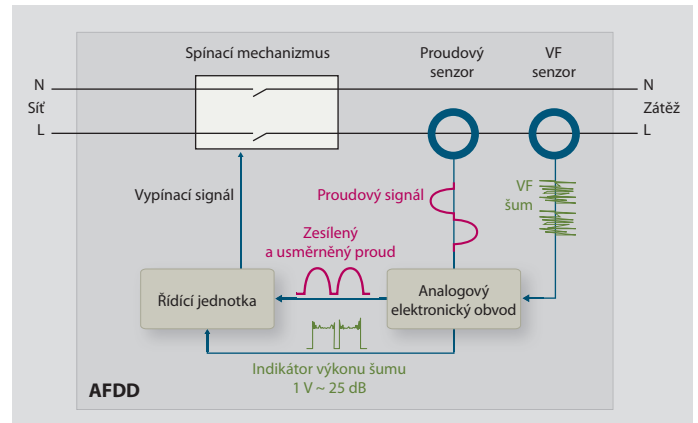 Spínací mechanizmus
Proudový
senzor
VF
senzor
N
Síť
L
N
Zátěž
L
Vypínací signál
Proudový signál
VF
šum
Zesílený
a usměrněný proud
Řídící jednotka
Analogový
elektronický obvod
Indikátor výkonu šumu
1 V ~ 25 dB
AFDD